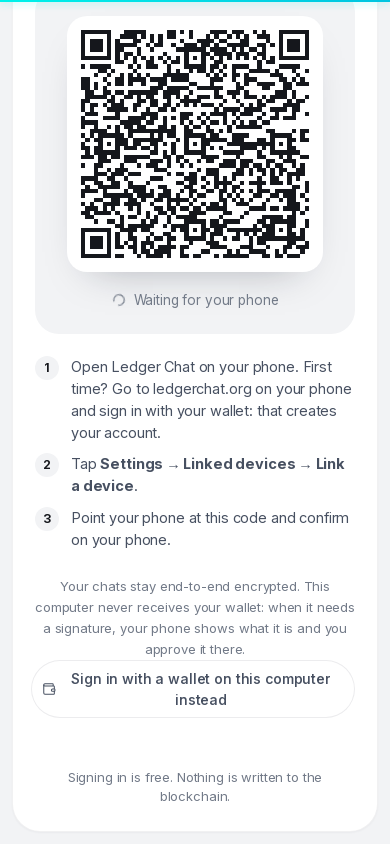 Waiting for your phone
1 Open Ledger Chat on your phone. First
time? Go to ledgerchat.org on your phone
and sign in with your wallet: that creates
your account.
2 Tap Settings → Linked devices → Link
a device.
3 Point your phone at this code and confirm
on your phone.
Your chats stay end-to-end encrypted. This
computer never receives your wallet: when it needs
a signature, your phone shows what it is and you
approve it there.
Sign in with a wallet on this computer
instead
Signing in is free. Nothing is written to the
blockchain.